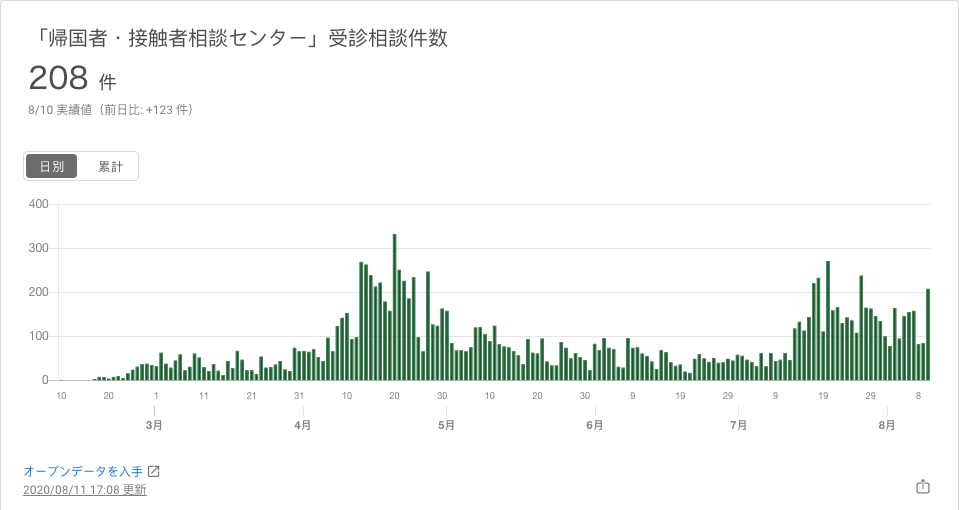 「帰国者・接触者相談センター」受診相談件数
208 件
8/10 実績値（前日比: +123 件）
日別 累計
400
300
200
100
0
10 20 1 11 21 31 10 20 30 10 20 30 9 19 29 9 19 29 8
3月 4月 5月 6月 7月 8月
オープンデータを入手
2020/08/11 17:08 更新